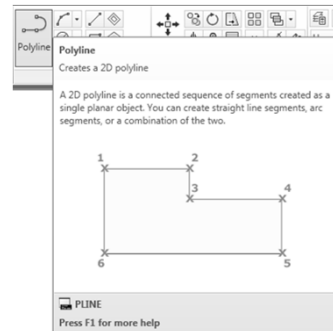 Polyline
Polyline
Creates a 2D polyline
A 2D polyline is a connected sequence of segments created as a
single planar object. You can create straight line segments, arc
segments, or a combination of the two.
1 2
3 4
6 5
PLINE
Press F1 for more help